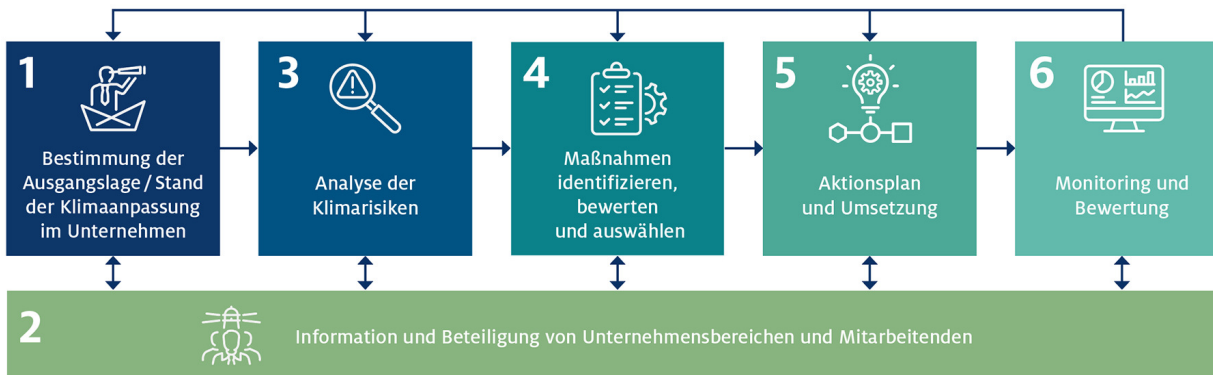 1
Bestimmung der
Ausgangslage / Stand
der Klimaanpassung
im Unternehmen
3
Analyse der
Klimarisiken
4
Maßnahmen
identifizieren,
bewerten
und auswählen
5
Aktionsplan
und Umsetzung
6
Monitoring und
Bewertung
2
Information und Beteiligung von Unternehmensbereichen und Mitarbeitenden